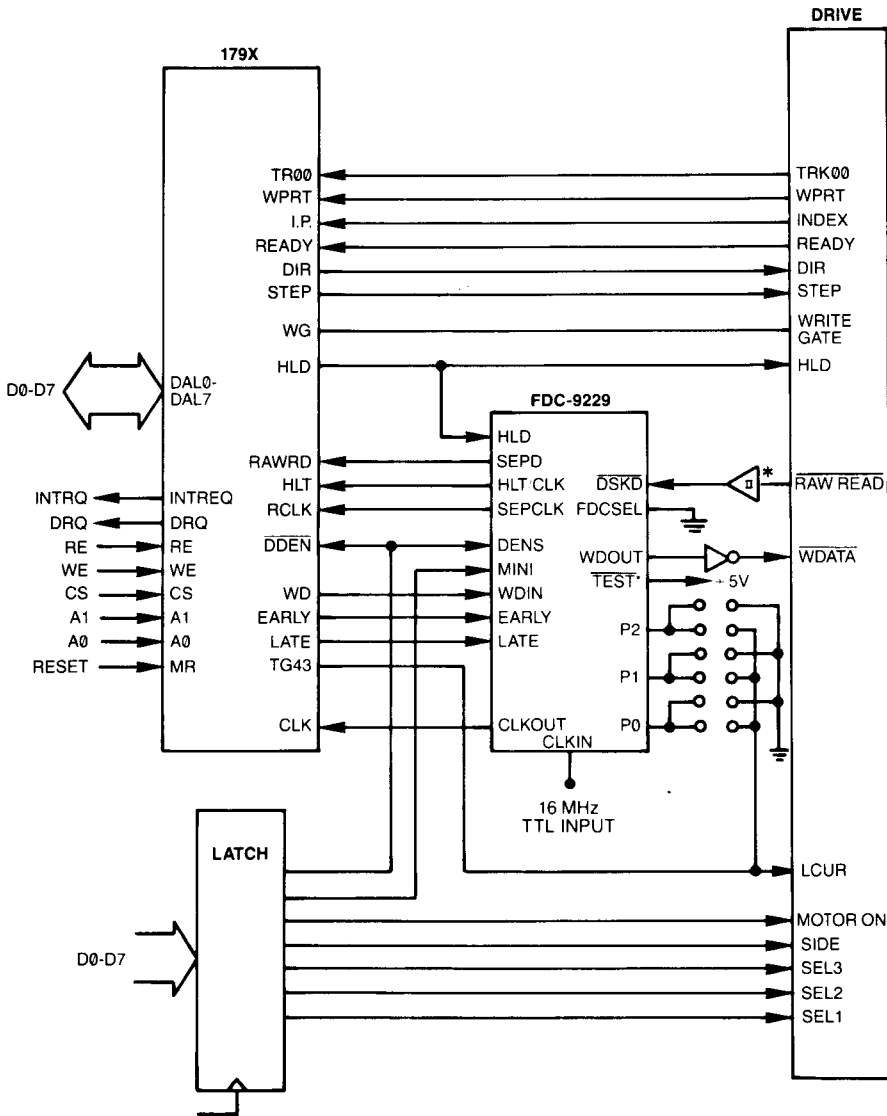 DRIVE
179X
TR00 TRK00
WPRT WPRT
I.P. INDEX
READY READY
DIR DIR
STEP STEP
WG WRITE GATE
HLD HLD
D0-D7 DAL0-DAL7
FDC-9229
HLD
RAWRD SEPD
HLT HLT CLK DSKD * RAW READ
INTRQ INTREQ RCLK SEPCLK FDCSEL
DRQ DRQ
RE RE DDEN DENS WDOUT WDATA
WE WE MINI TEST + 5V
CS CS WD WDIN
A1 A1 EARLY EARLY P2
A0 A0 LATE LATE
RESET MR TG43 P1
CLK CLKOUT P0
CLKIN
16 MHz
TTL INPUT
LATCH
LCUR
MOTOR ON
D0-D7 SIDE
SEL3
SEL2
SEL1